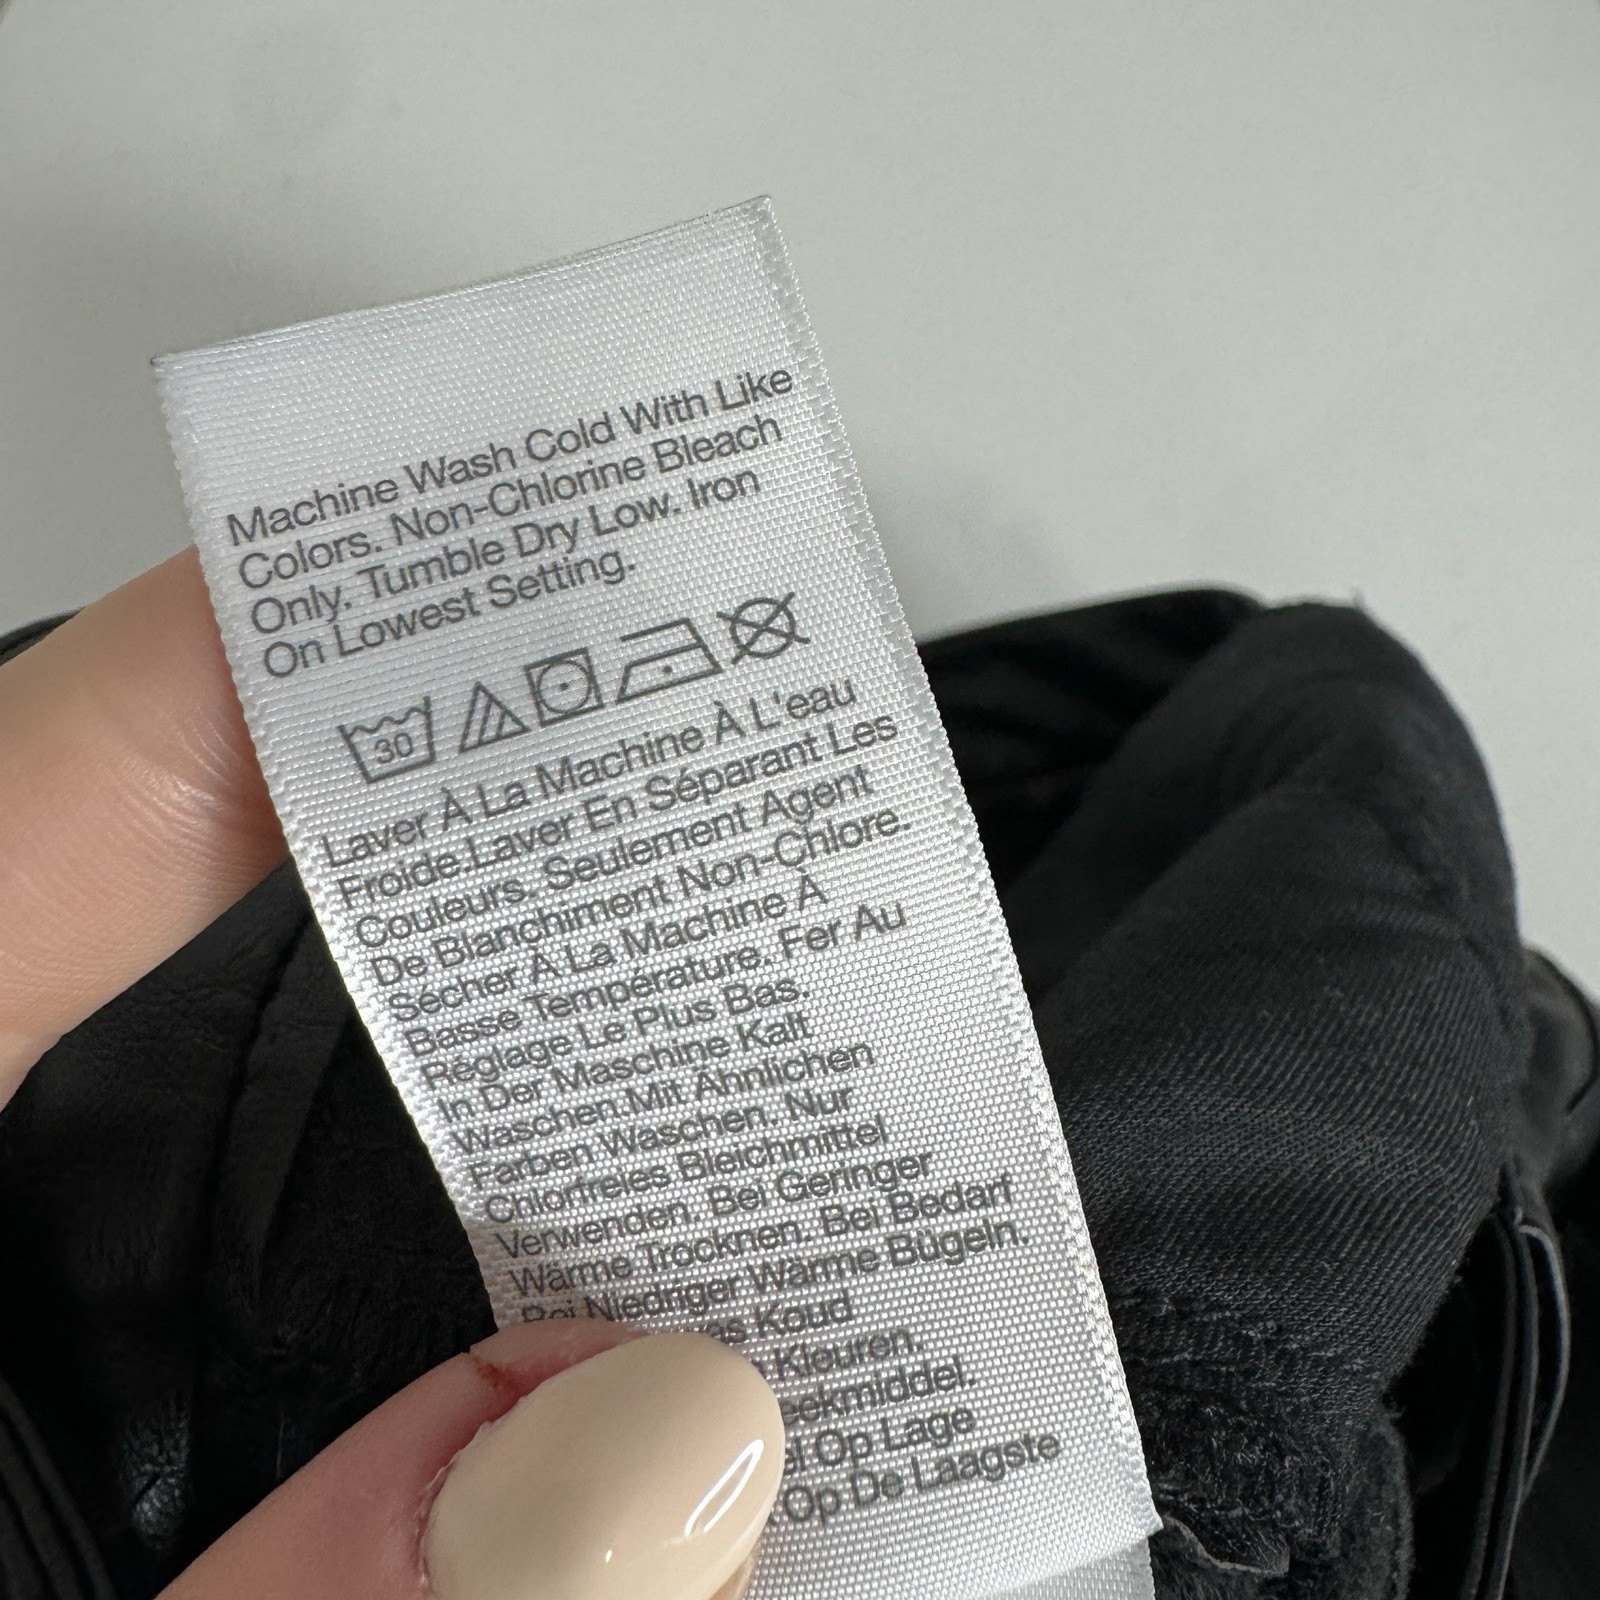 Machine Wash Cold With Like
Colors. Non-Chlorine Bleach
Only. Tumble Dry Low. Iron
On Lowest Setting.
30
Laver À La Machine À L'eau
Froide.Laver En Séparant Les
Couleurs. Seulement Agent
De Blanchiment Non-Chlore.
Sécher À La Machine À
Basse Température. Fer Au
Réglage Le Plus Bas.
In Der Maschine Kalt
Waschen.Mit Ahnlichen
Farben Waschen. Nur
Chlorfreies Bleichmittel
Verwenden. Bei Geringer
Wärme Trocknen. Bei Bedarf
Bei Niedriger Wärme Bügeln.
Koud
Kleuren,
Op Lage
Op De Laagste